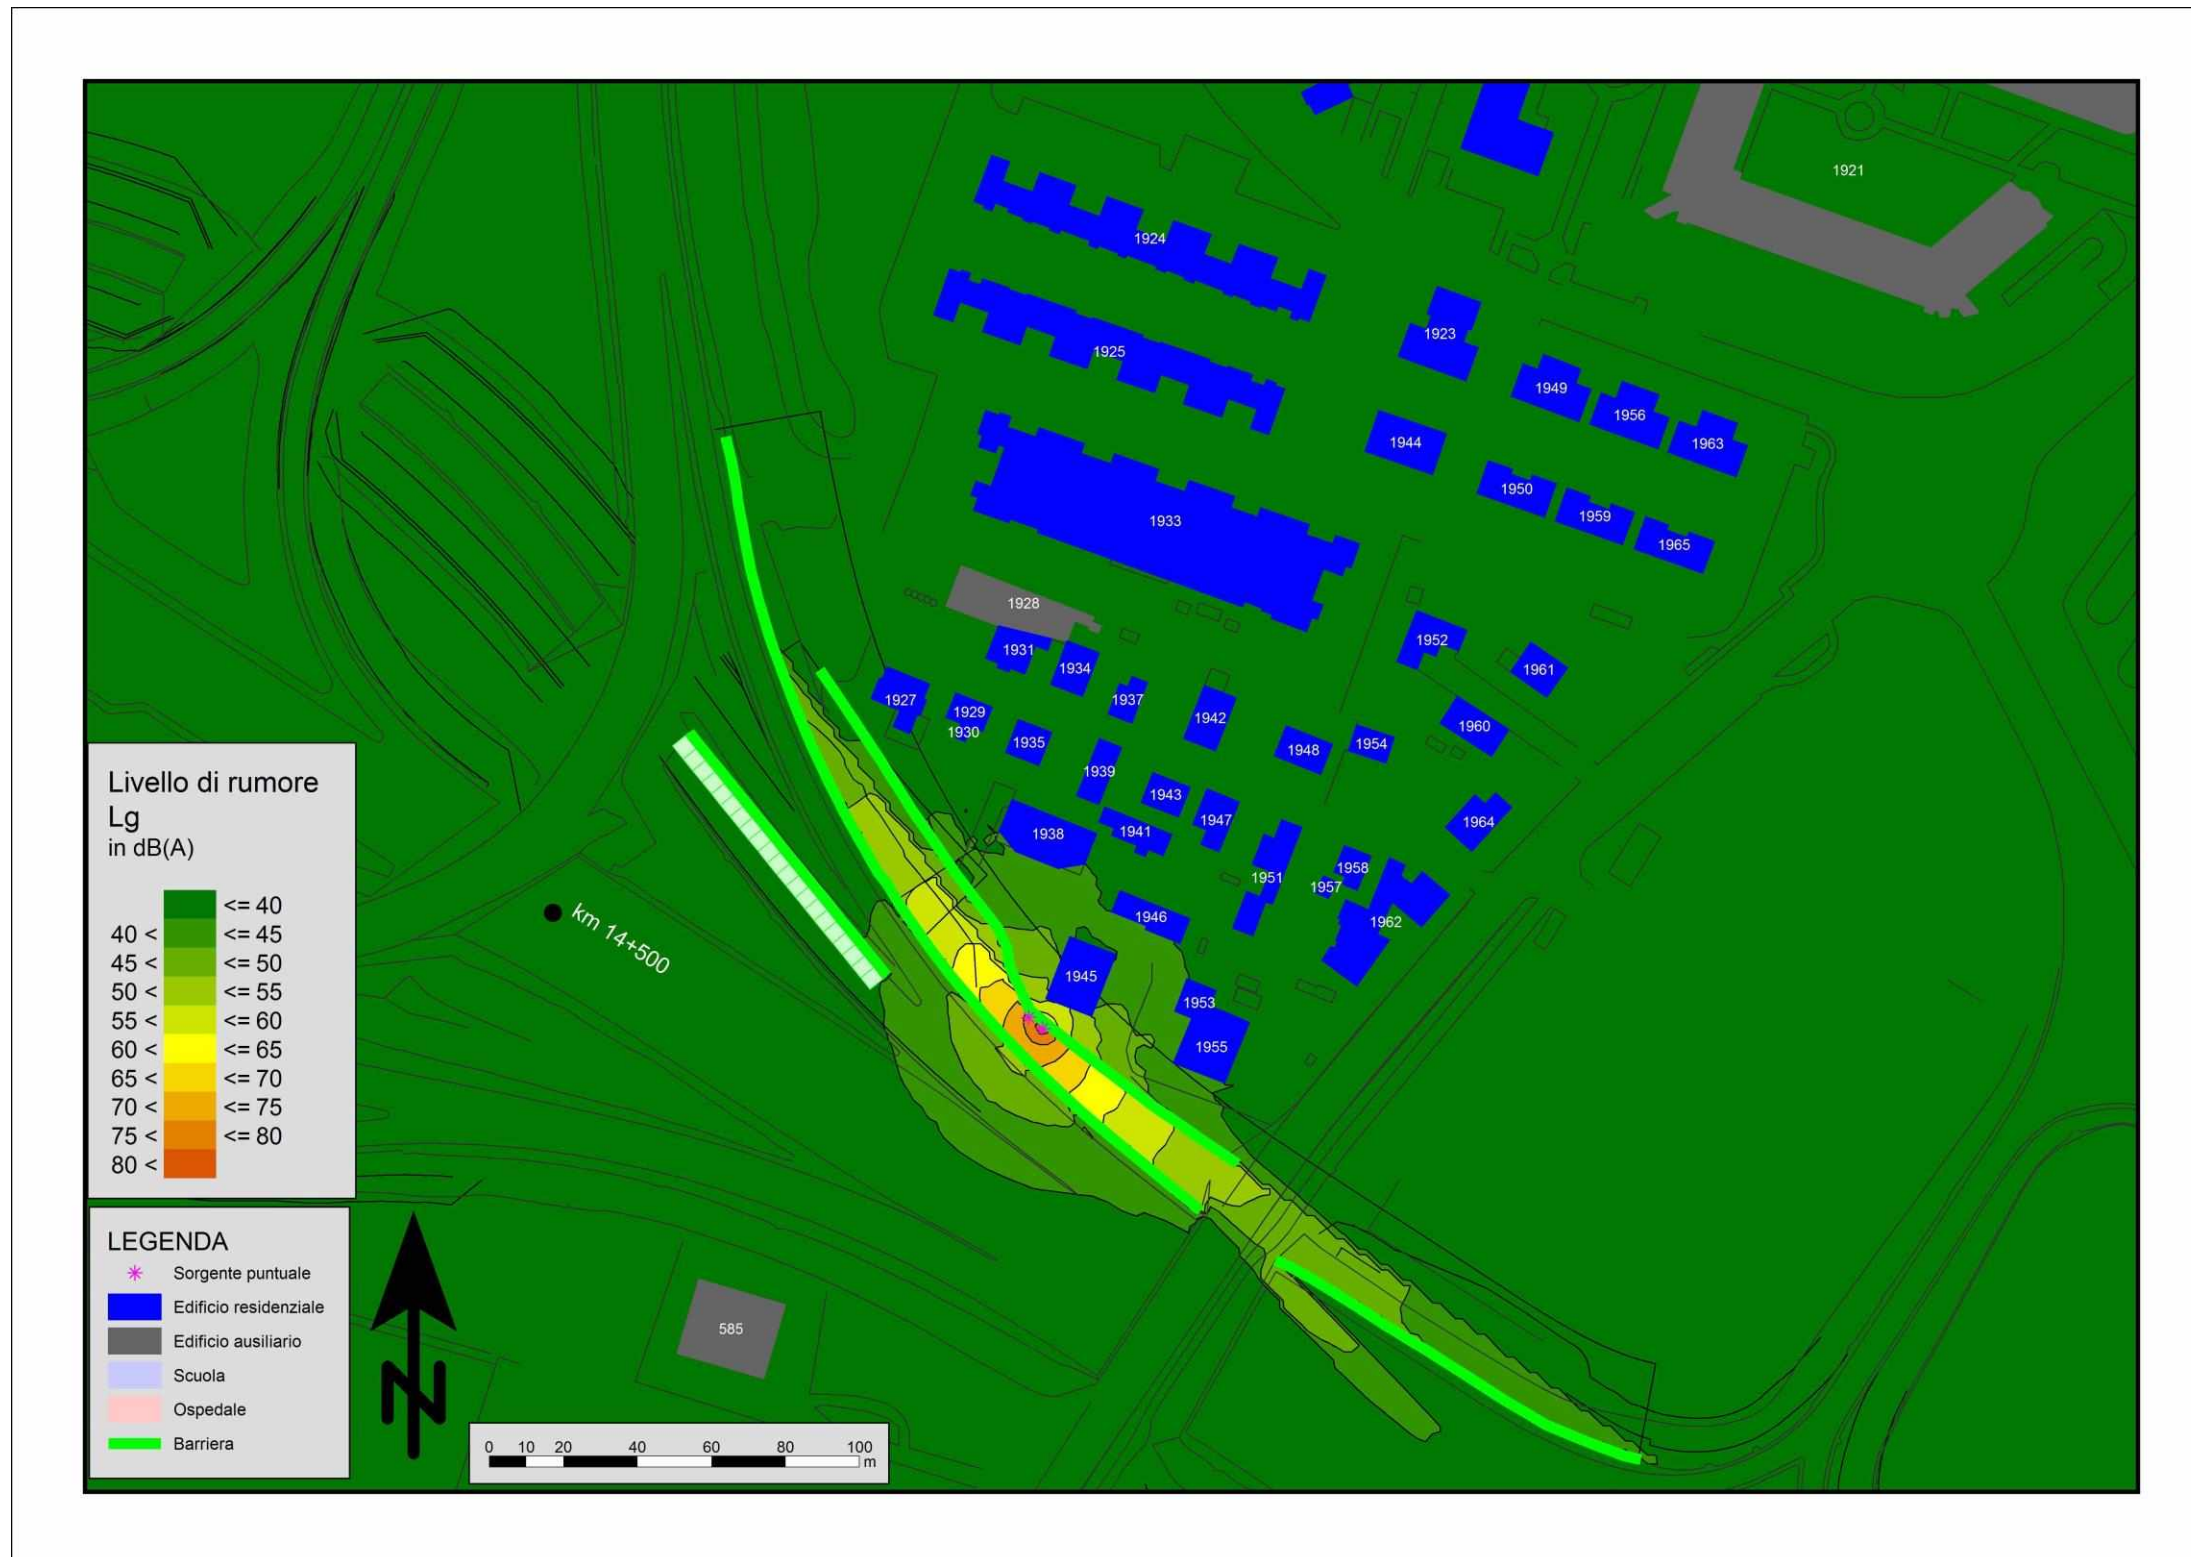 1921
1924
1923
1925
1949
1956
1963
1944
1950
1959
1965
1933
1928
1952
1931
1934
1961
1927
1929
1930
1937
1942
1935
1960
1948
1954
1939
1943
1947
1964
1938
1941
1951
1958
1957
1946
1962
1945
1953
1955
km 14+500
Livello di rumore
Lg
in dB(A)
<= 40
40 < <= 45
45 < <= 50
50 < <= 55
55 < <= 60
60 < <= 65
65 < <= 70
70 < <= 75
75 < <= 80
80 <
LEGENDA
Sorgente puntuale
Edificio residenziale
Edificio ausiliario
Scuola
Ospedale
Barriera
N
585
0 10 20 40 60 80 100
m